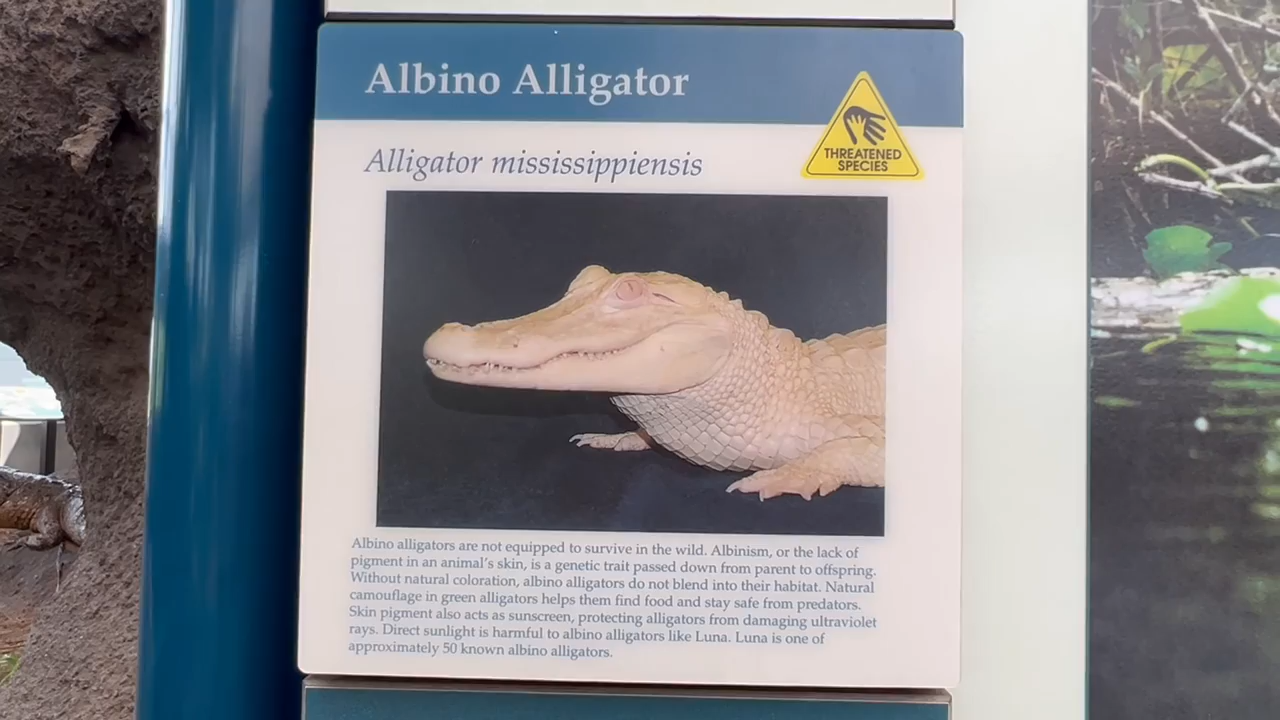 Albino Alligator
Alligator mississippiensis
THREATENED
SPECIES
Albino alligators are not equipped to survive in the wild. Albinism, or the lack of
pigment in an animal's skin, is a genetic trait passed down from parent to offspring.
Without natural coloration, albino alligators do not blend into their habitat. Natural
camouflage in green alligators helps them find food and stay safe from predators.
Skin pigment also acts as sunscreen, protecting alligators from damaging ultraviolet
rays. Direct sunlight is harmful to albino alligators like Luna. Luna is one of
approximately 50 known albino alligators.